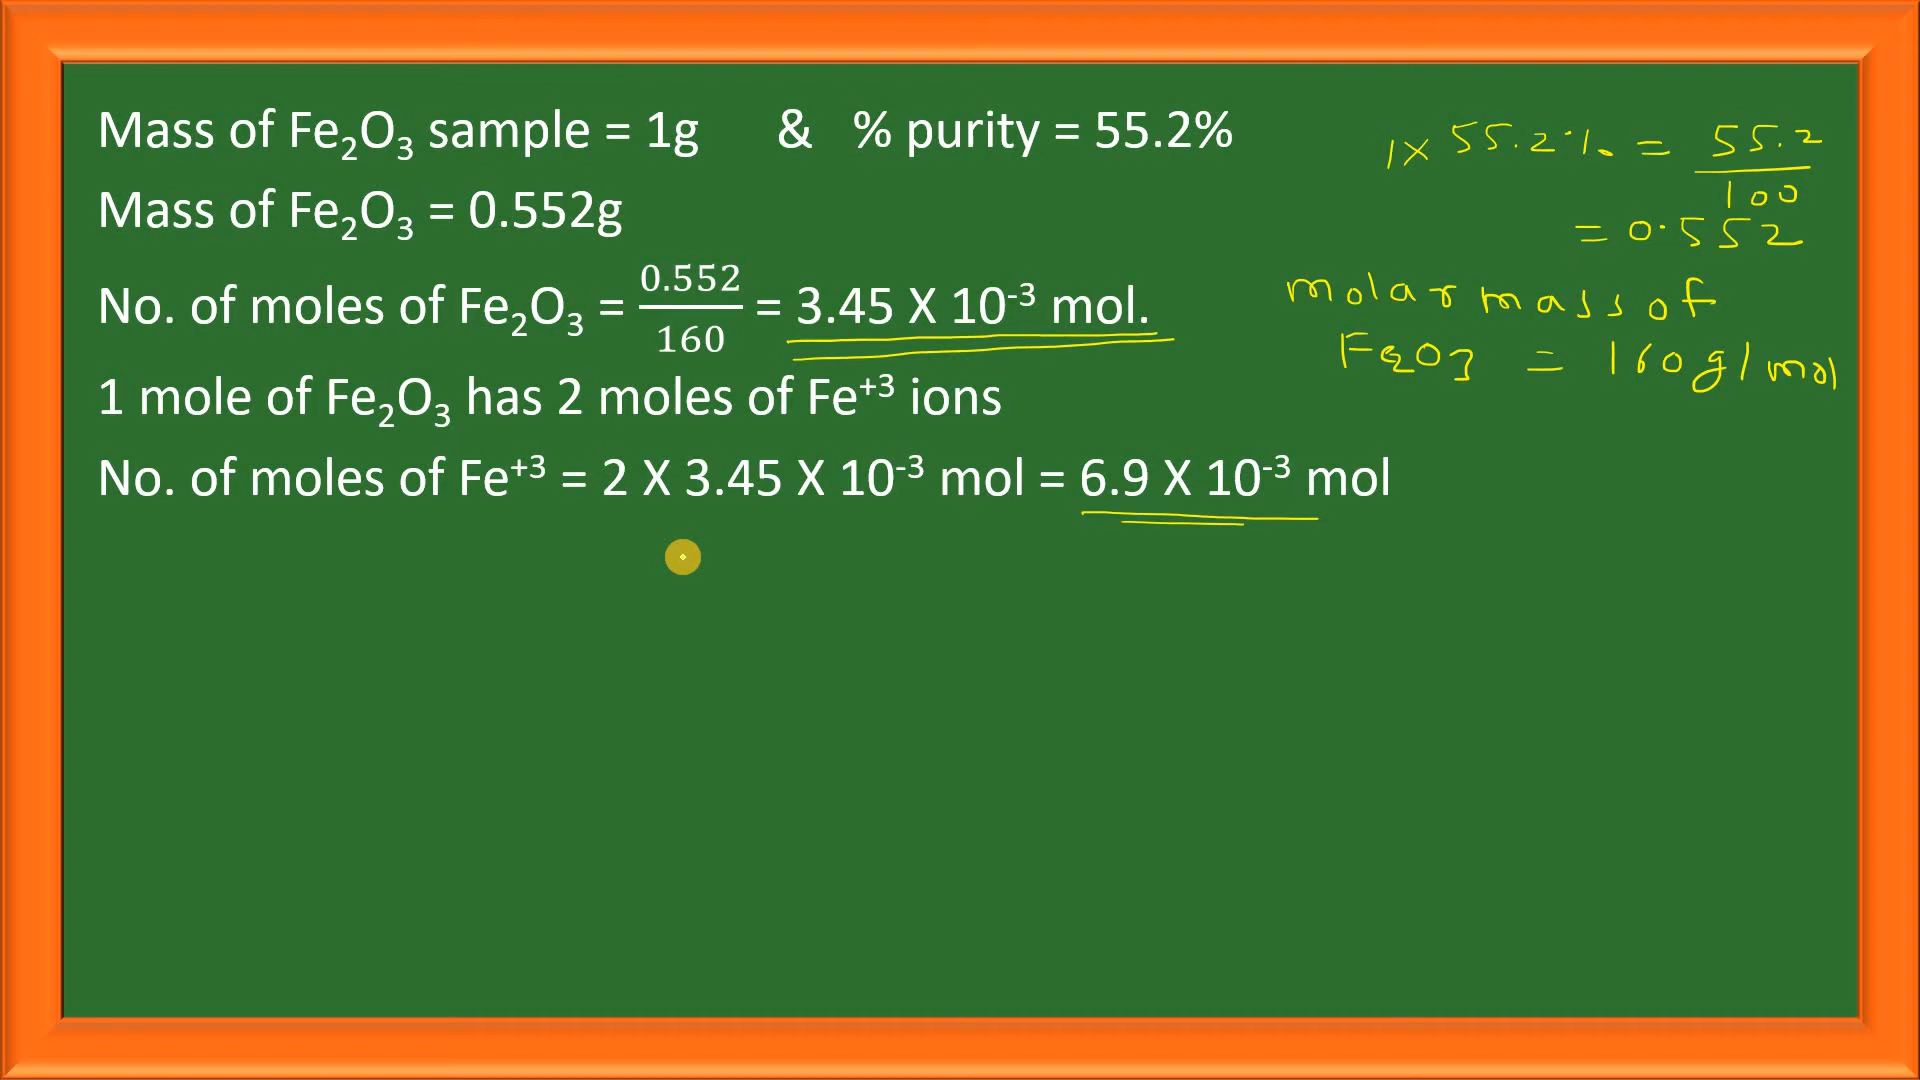 Mass of Fe₂O₃ sample = 1g & % purity = 55.2%
Mass of Fe₂O₃ = 0.552g
No. of moles of Fe₂O₃ = 0.552/160 = 3.45 X 10⁻³ mol.
1 mole of Fe₂O₃ has 2 moles of Fe⁺³ ions
No. of moles of Fe⁺³ = 2 X 3.45 X 10⁻³ mol = 6.9 X 10⁻³ mol
1 x 55.2% = 55.2/100
= 0.552
molar mass of
Fe2O3 = 160g/mol